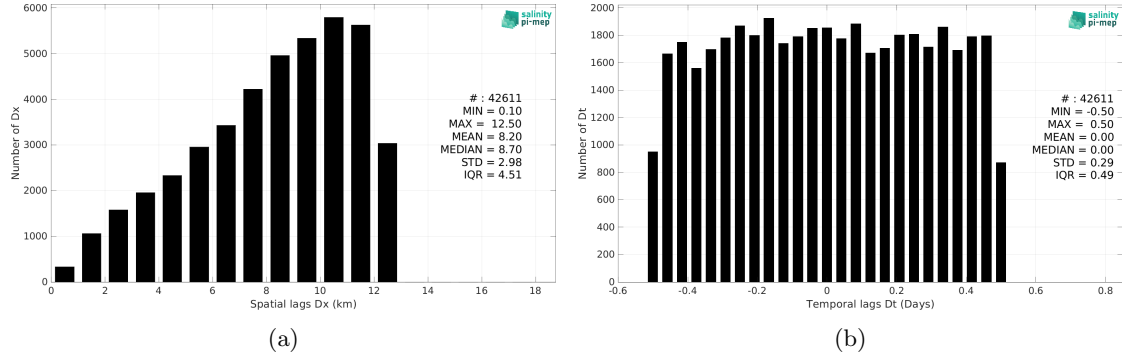 6000
5000
4000
3000
2000
1000
0
Number of Dx
0 2 4 6 8 10 12 14 16 18
Spatial lags Dx (km)
salinity
pi-mep
# : 42611
MIN = 0.10
MAX = 12.50
MEAN = 8.20
MEDIAN = 8.70
STD = 2.98
IQR = 4.51
(a)
2000
1800
1600
1400
1200
1000
800
600
400
200
0
Number of Dt
-0.6 -0.4 -0.2 0 0.2 0.4 0.6 0.8
Temporal lags Dt (Days)
salinity
pi-mep
# : 42611
MIN = -0.50
MAX = 0.50
MEAN = 0.00
MEDIAN = 0.00
STD = 0.29
IQR = 0.49
(b)